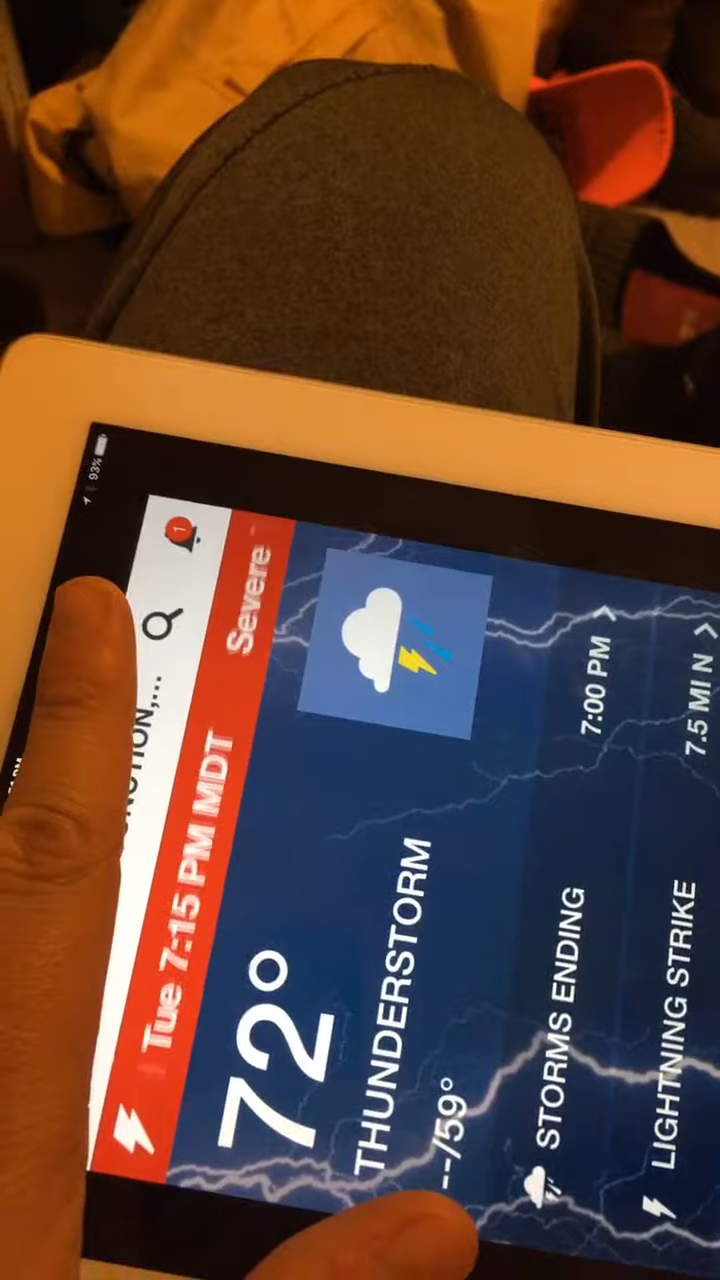 93%
1
Tue 7:15 PM MDT Severe
72°
THUNDERSTORM
--/59°
STORMS ENDING 7:00 PM
LIGHTNING STRIKE 7.5 MI N